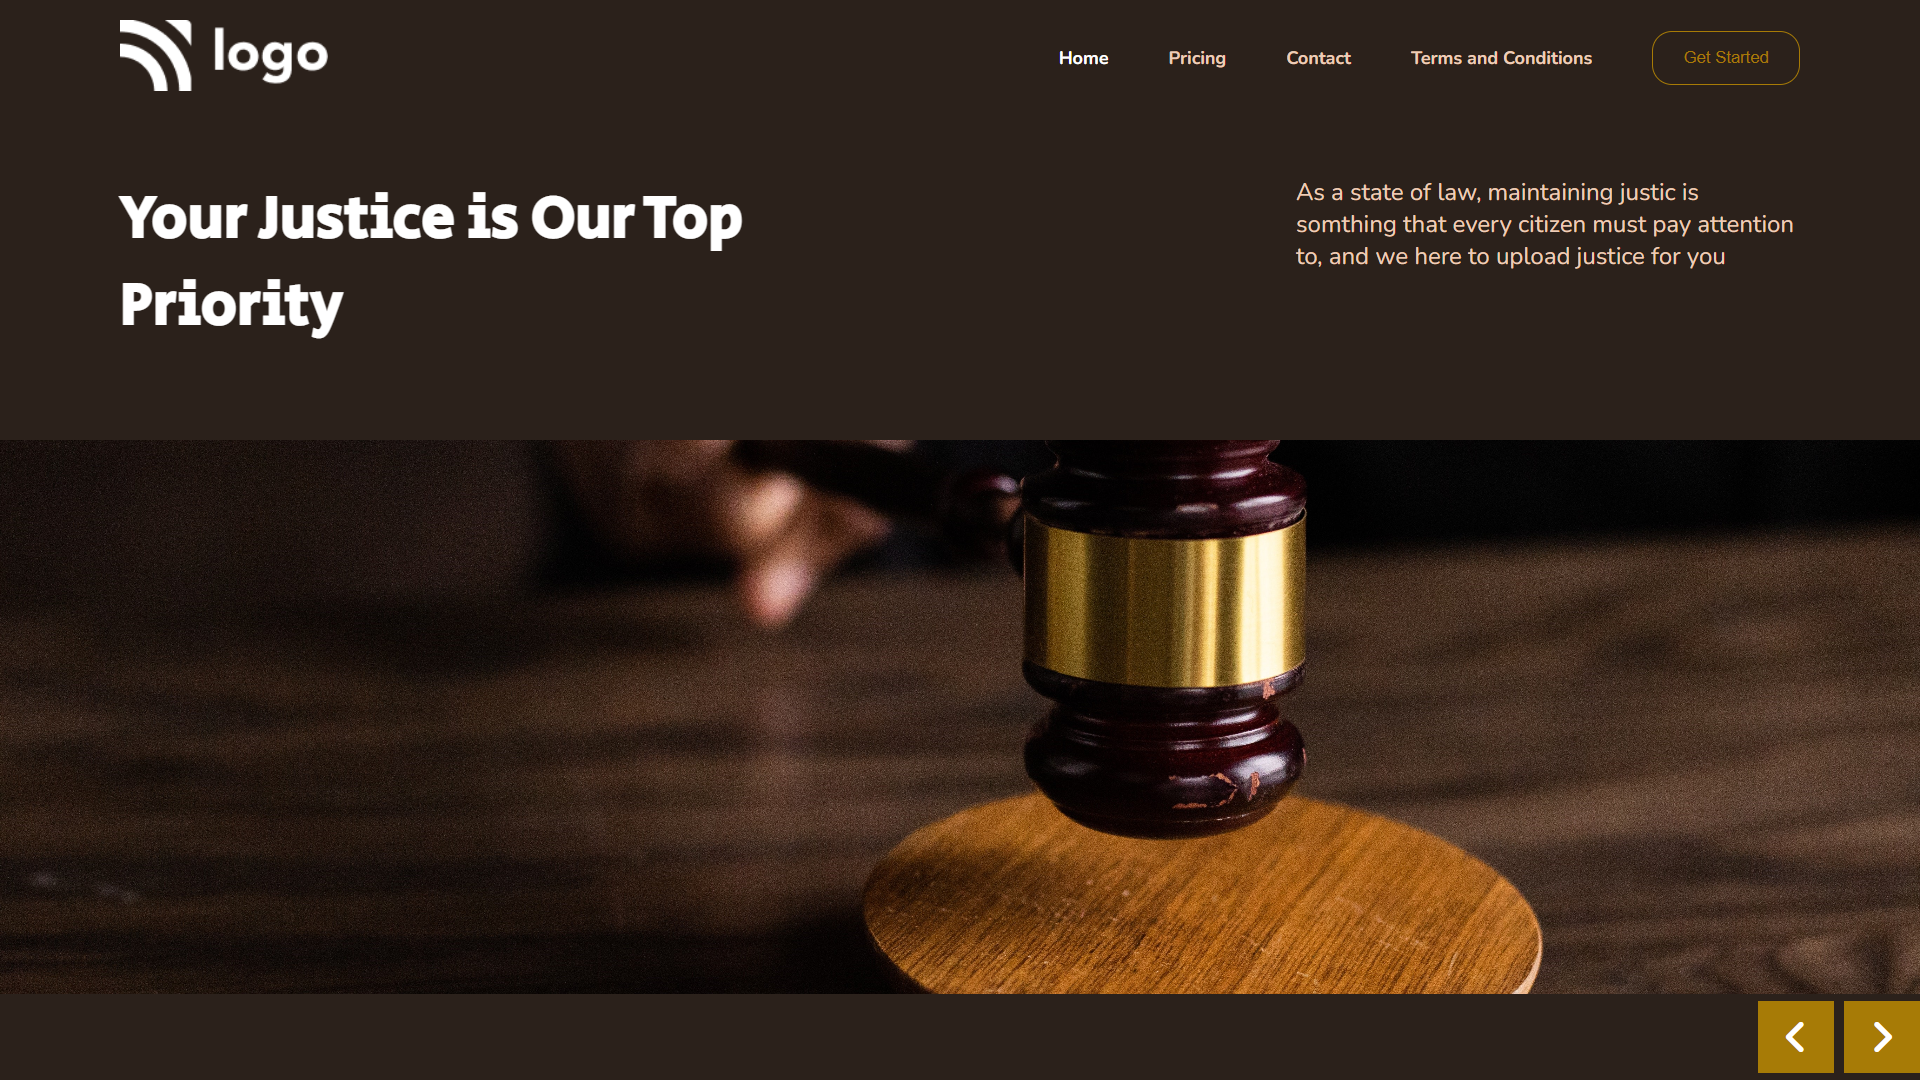 logo
Home
Pricing
Contact
Terms and Conditions
Get Started
Your Justice is Our Top
Priority
As a state of law, maintaining justic is
somthing that every citizen must pay attention
to, and we here to upload justice for you